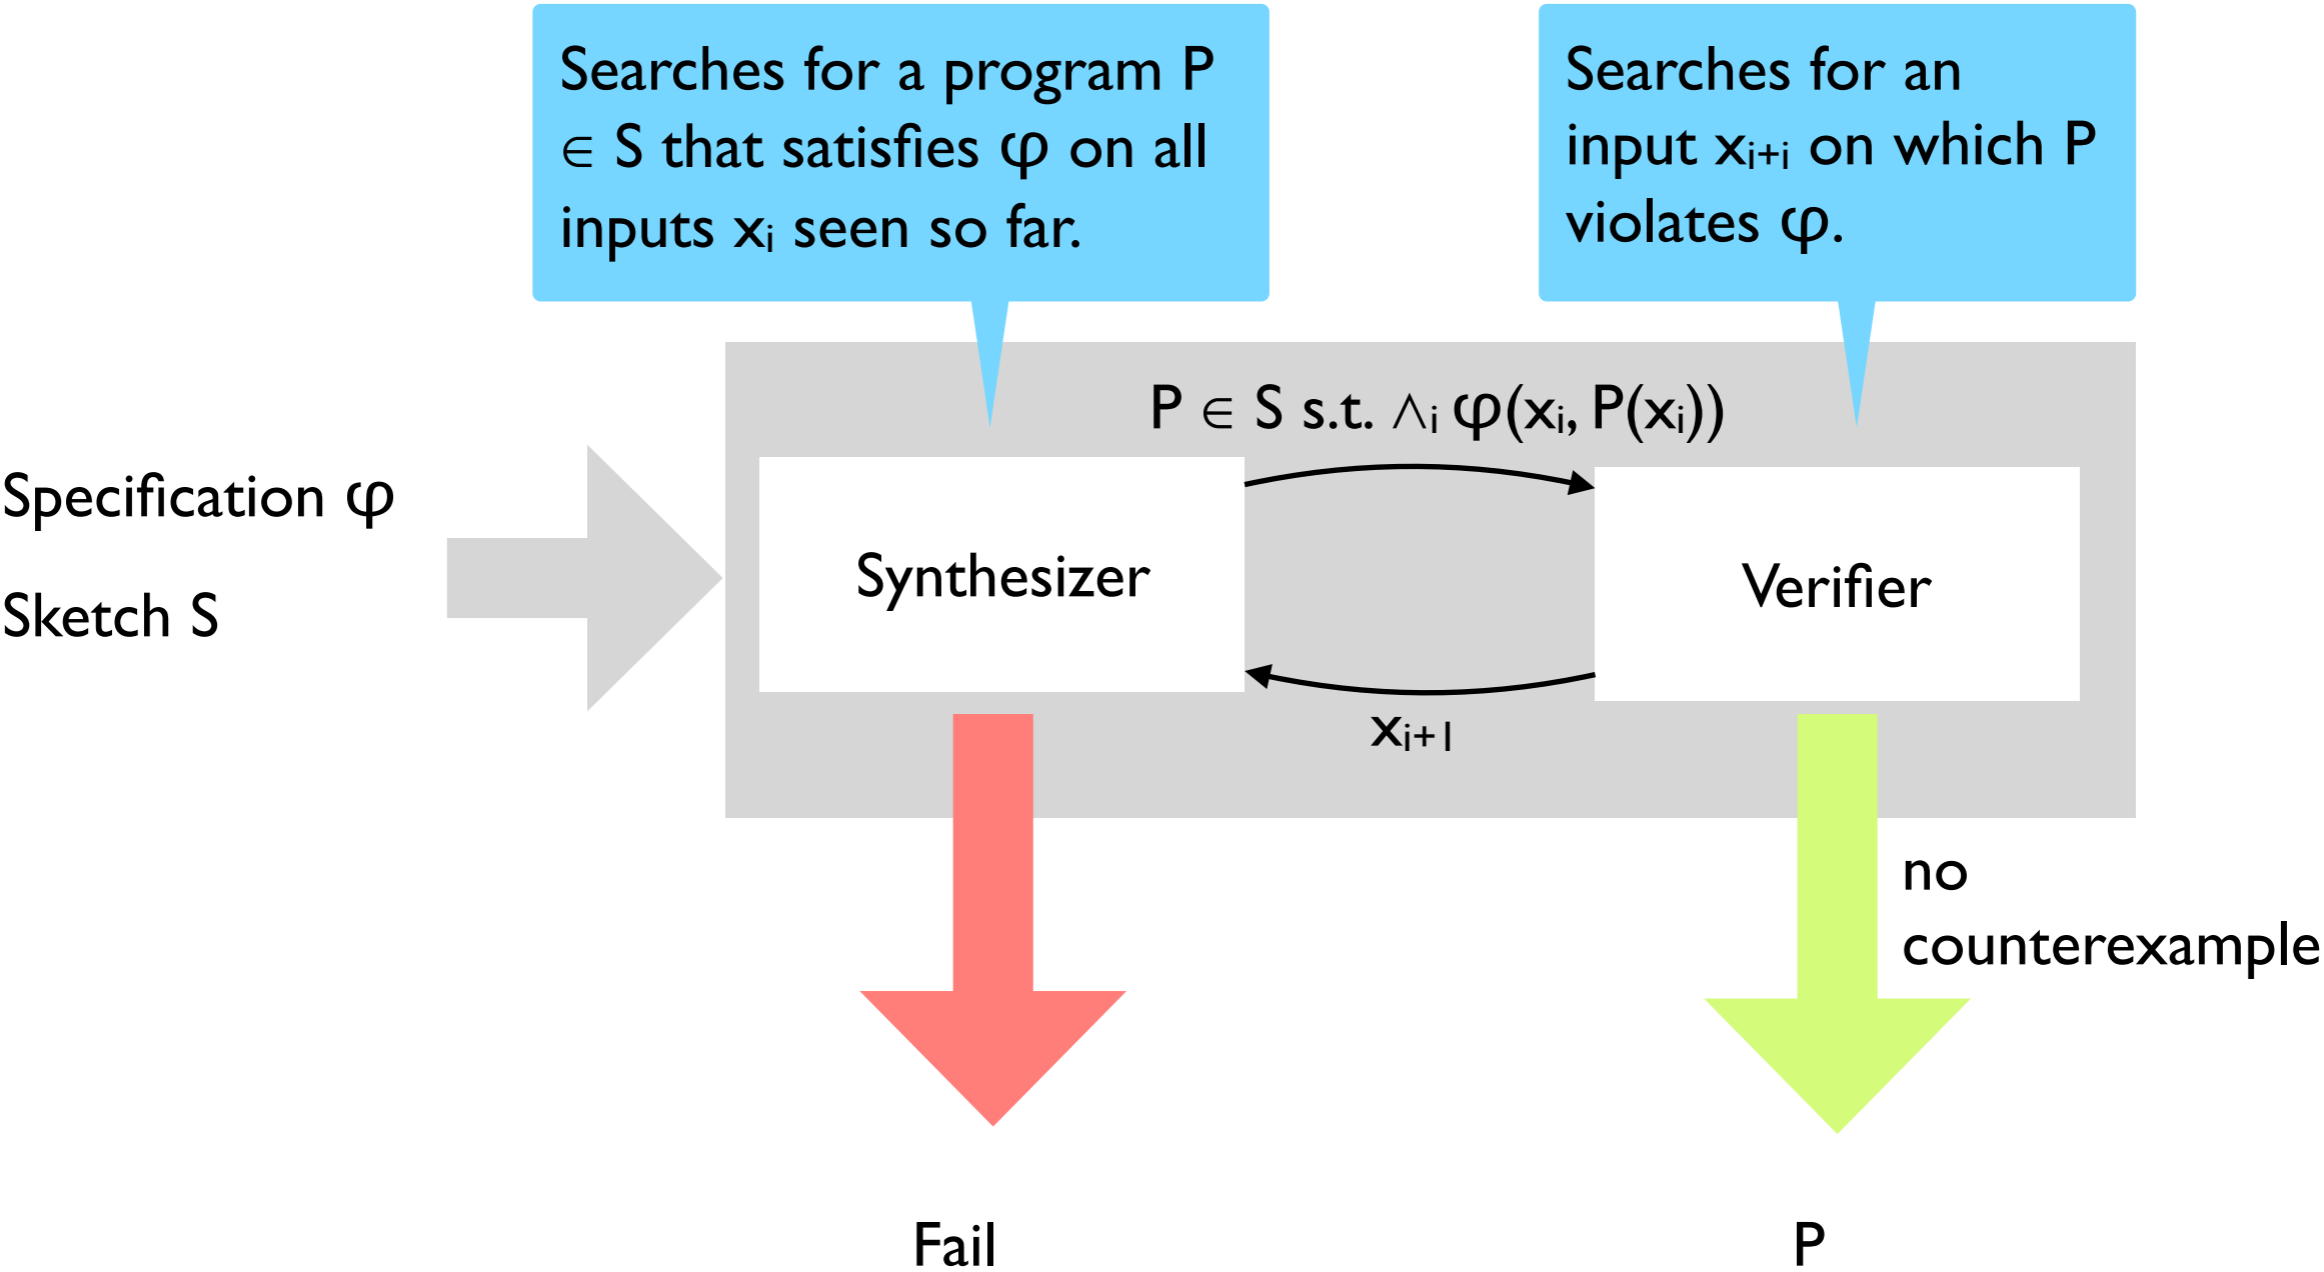 Searches for a program P
∈ S that satisfies φ on all
inputs xᵢ seen so far.
Searches for an
input xᵢ₊ᵢ on which P
violates φ.
P ∈ S s.t. ∧ᵢ φ(xᵢ, P(xᵢ))
Specification φ
Sketch S
Synthesizer
Verifier
xᵢ₊₁
no
counterexample
Fail
P